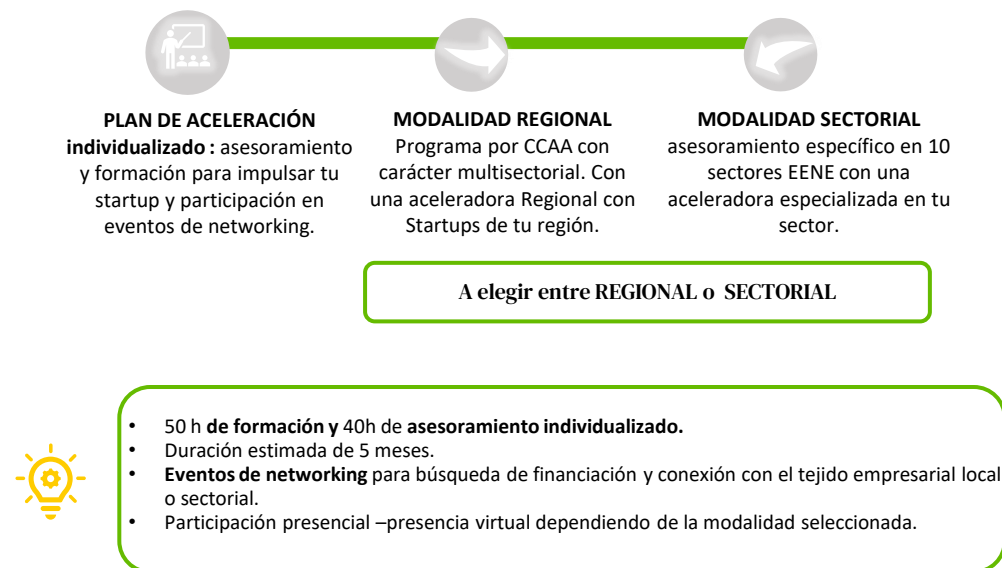 PLAN DE ACELERACIÓN
individualizado : asesoramiento
y formación para impulsar tu
startup y participación en
eventos de networking.
MODALIDAD REGIONAL
Programa por CCAA con
carácter multisectorial. Con
una aceleradora Regional con
Startups de tu región.
MODALIDAD SECTORIAL
asesoramiento específico en 10
sectores EENE con una
aceleradora especializada en tu
sector.
A elegir entre REGIONAL o SECTORIAL
• 50 h de formación y 40h de asesoramiento individualizado.
• Duración estimada de 5 meses.
• Eventos de networking para búsqueda de financiación y conexión con el tejido empresarial local
o sectorial.
• Participación presencial –presencia virtual dependiendo de la modalidad seleccionada.